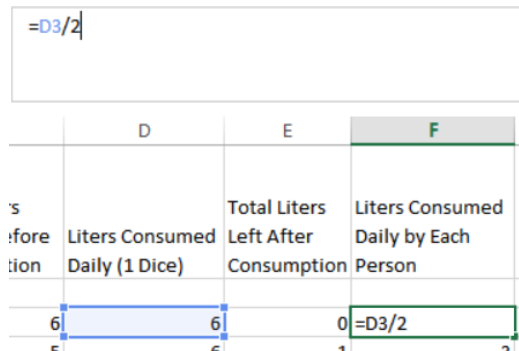 =D3/2
D E F
Total Liters Liters Consumed
Liters Consumed Left After Daily by Each
Daily (1 Dice) Consumption Person
6 6 0 =D3/2
5 6 1